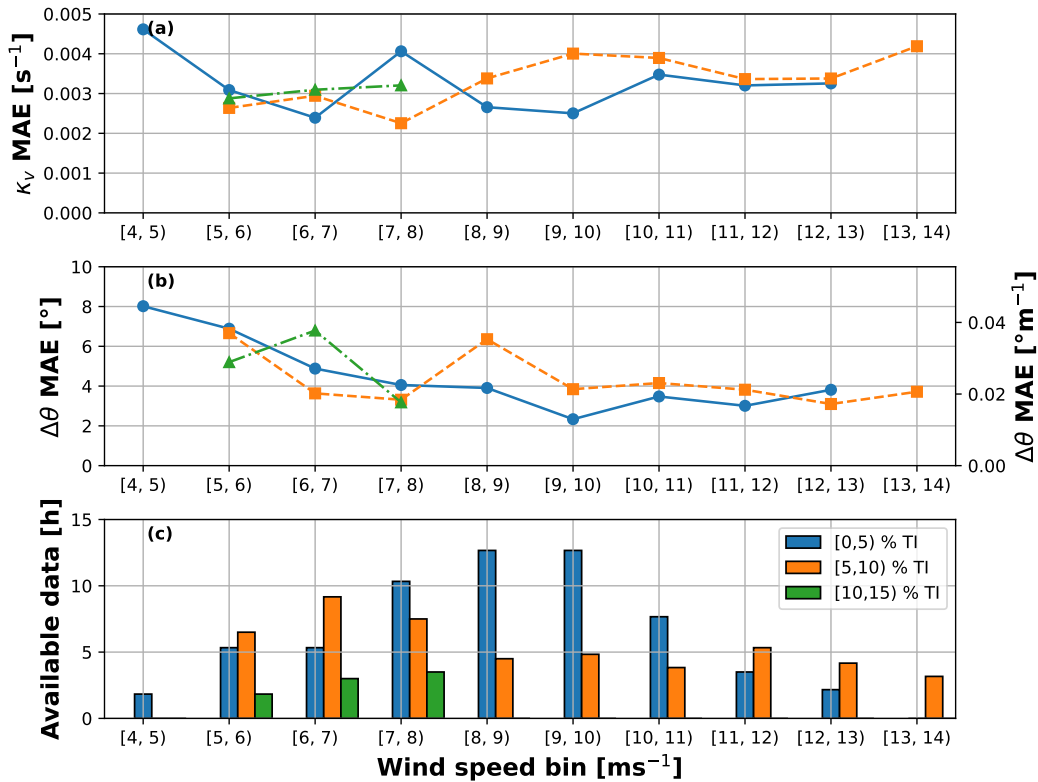 (a)
κᵥ MAE [s⁻¹]
0.005
0.004
0.003
0.002
0.001
0.000
[4, 5) [5, 6) [6, 7) [7, 8) [8, 9) [9, 10) [10, 11) [11, 12) [12, 13) [13, 14)
(b)
Δθ MAE [°]
10
8
6
4
2
0
Δθ MAE [°m⁻¹]
0.04
0.02
0.00
[4, 5) [5, 6) [6, 7) [7, 8) [8, 9) [9, 10) [10, 11) [11, 12) [12, 13) [13, 14)
(c)
Available data [h]
15
10
5
0
[0,5) % TI
[5,10) % TI
[10,15) % TI
[4, 5) [5, 6) [6, 7) [7, 8) [8, 9) [9, 10) [10, 11) [11, 12) [12, 13) [13, 14)
Wind speed bin [ms⁻¹]